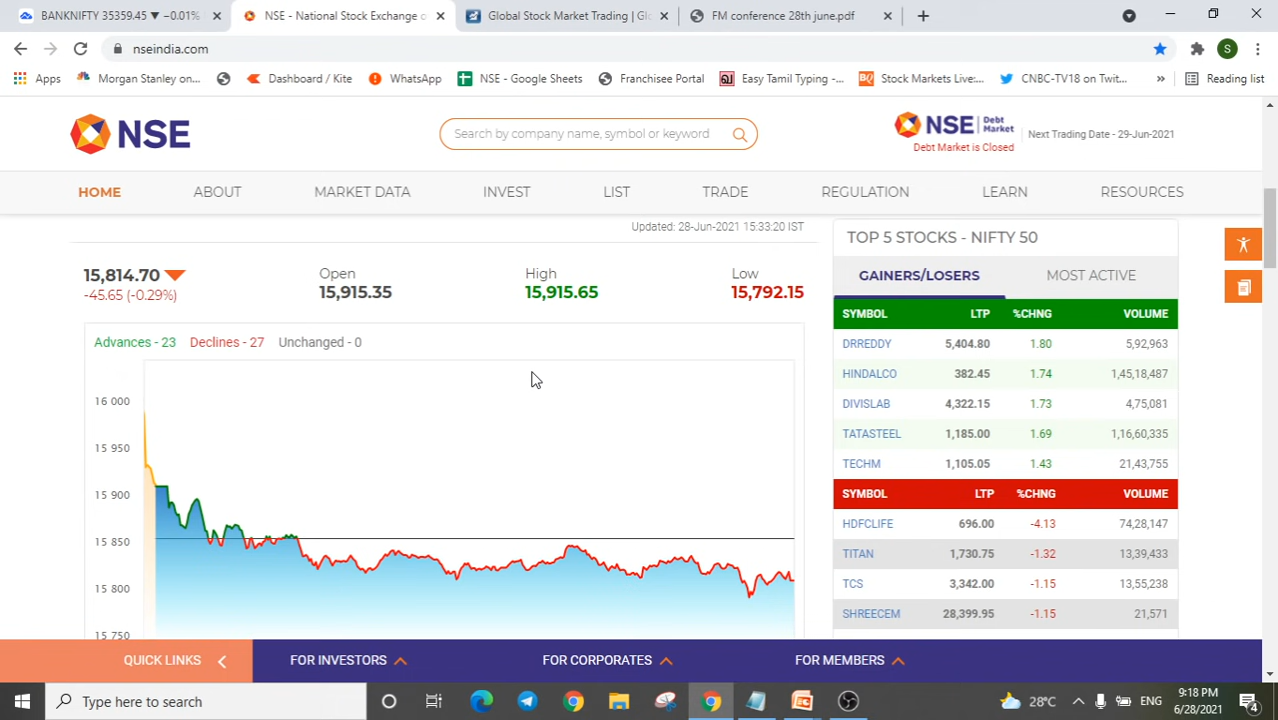 BANKNIFTY 35359.45 ▼ −0.01%
NSE - National Stock Exchange o
Global Stock Market Trading | Gl
FM conference 28th june.pdf
nseindia.com
S
Apps
Morgan Stanley on...
Dashboard / Kite
WhatsApp
NSE - Google Sheets
Franchisee Portal
Easy Tamil Typing -...
BQ Stock Markets Live:...
CNBC-TV18 on Twit...
»
Reading list
NSE
Search by company name, symbol or keyword
NSE Debt Market
Debt Market is Closed
Next Trading Date - 29-Jun-2021
HOME ABOUT MARKET DATA INVEST LIST TRADE REGULATION LEARN RESOURCES
Updated: 28-Jun-2021 15:33:20 IST
15,814.70
-45.65 (-0.29%)
Open
15,915.35
High
15,915.65
Low
15,792.15
Advances - 23 Declines - 27 Unchanged - 0
16 000
15 950
15 900
15 850
15 800
15 750
TOP 5 STOCKS - NIFTY 50
GAINERS/LOSERS MOST ACTIVE
SYMBOL LTP %CHNG VOLUME
DRREDDY 5,404.80 1.80 5,92,963
HINDALCO 382.45 1.74 1,45,18,487
DIVISLAB 4,322.15 1.73 4,75,081
TATASTEEL 1,185.00 1.69 1,16,60,335
TECHM 1,105.05 1.43 21,43,755
SYMBOL LTP %CHNG VOLUME
HDFCLIFE 696.00 -4.13 74,28,147
TITAN 1,730.75 -1.32 13,39,433
TCS 3,342.00 -1.15 13,55,238
SHREECEM 28,399.95 -1.15 21,571
QUICK LINKS FOR INVESTORS FOR CORPORATES FOR MEMBERS
Type here to search
28°C
ENG
9:18 PM
6/28/2021
4